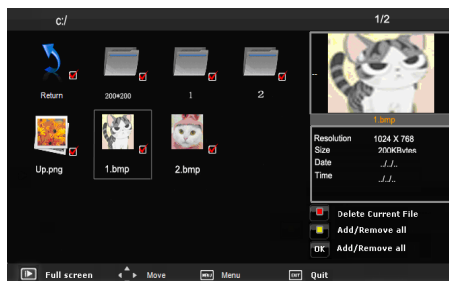 c:/
1/2
Return
200*200
1
2
Up.png
1.bmp
2.bmp
1.bmp
Resolution 1024 X 768
Size 200KBytes
Date ../../..
Time ../../..
Delete Current File
Add/Remove all
OK Add/Remove all
Full screen
Move
MENU Menu
EXIT Quit